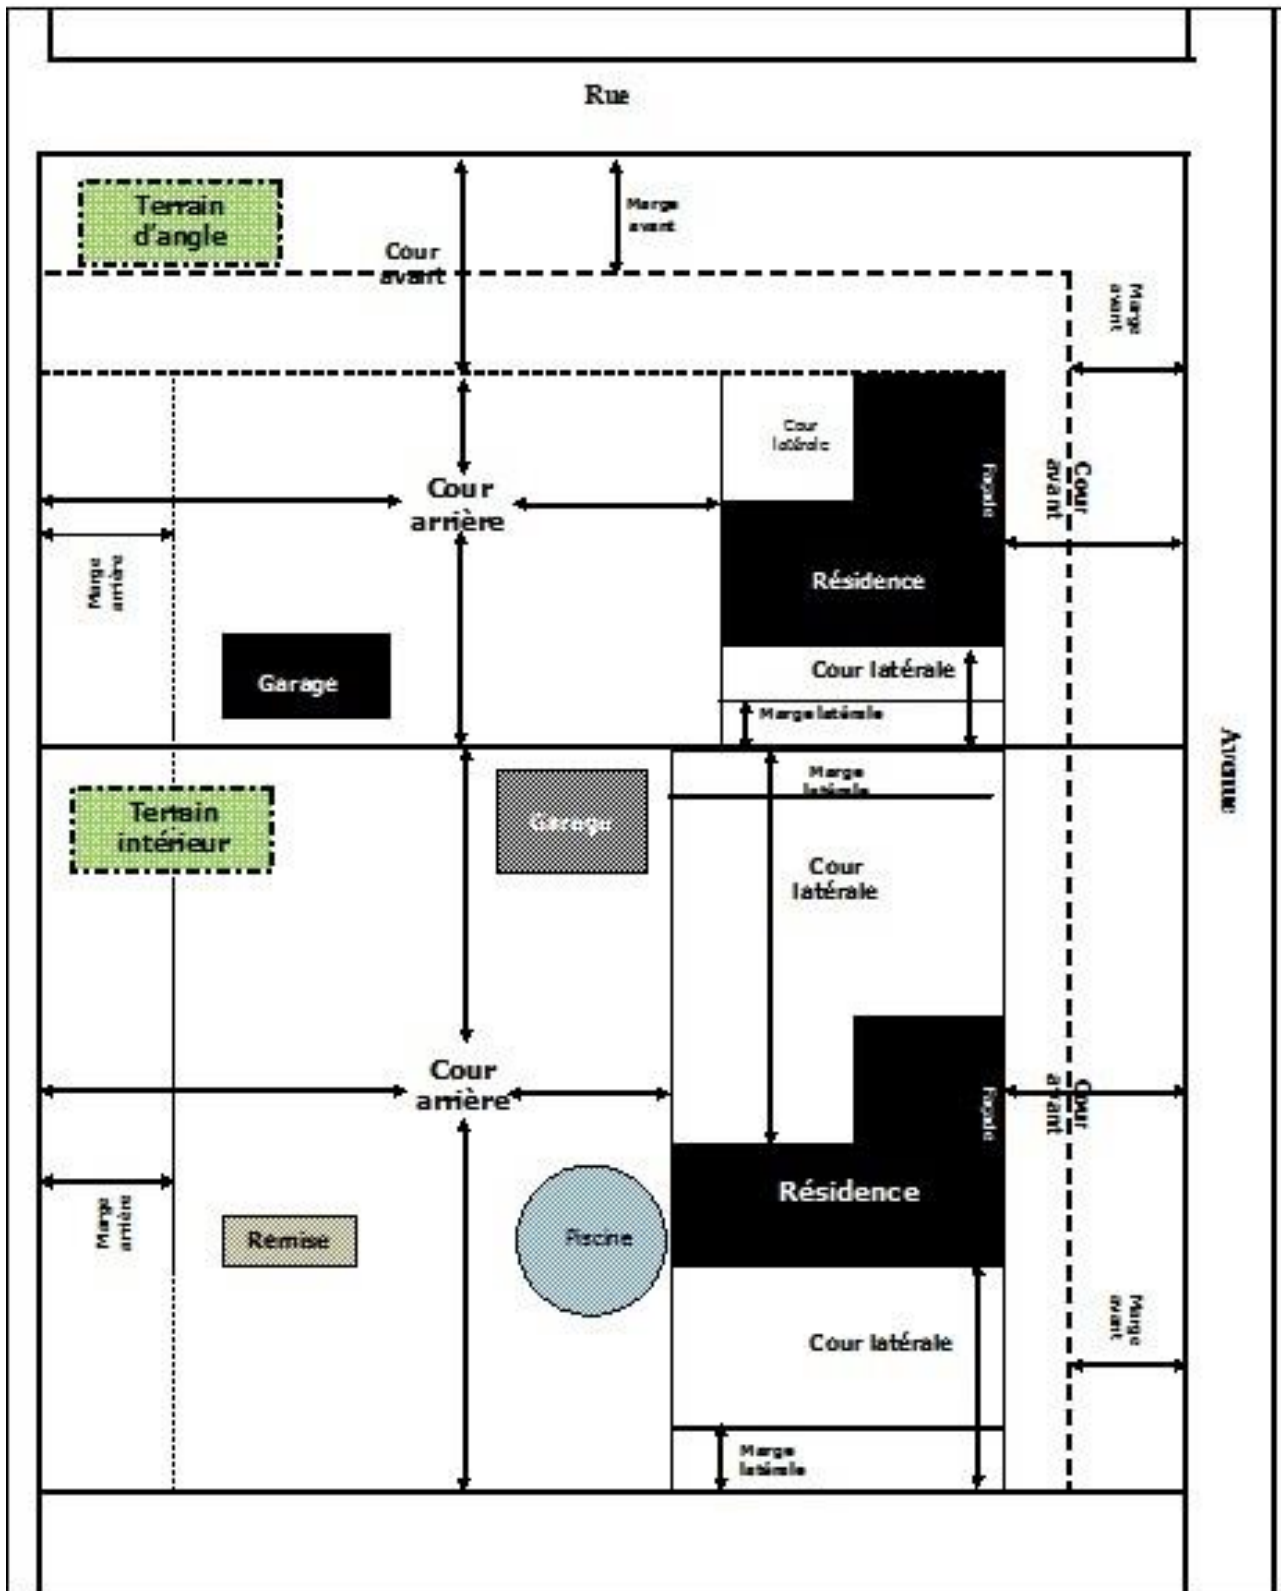 Rue
Terrain
d'angle
Marge
avant
Cour
avant
Marge
avant
Cour
latérale
Façade
Cour
avant
Cour
arrière
Marge
arrière
Résidence
Garage
Cour latérale
Marge latérale
Avenue
Terrain
intérieur
Garage
Marge
latérale
Cour
latérale
Cour
arrière
Façade
Cour
avant
Marge
arrière
Résidence
Remise
Piscine
Marge
avant
Cour latérale
Marge
latérale